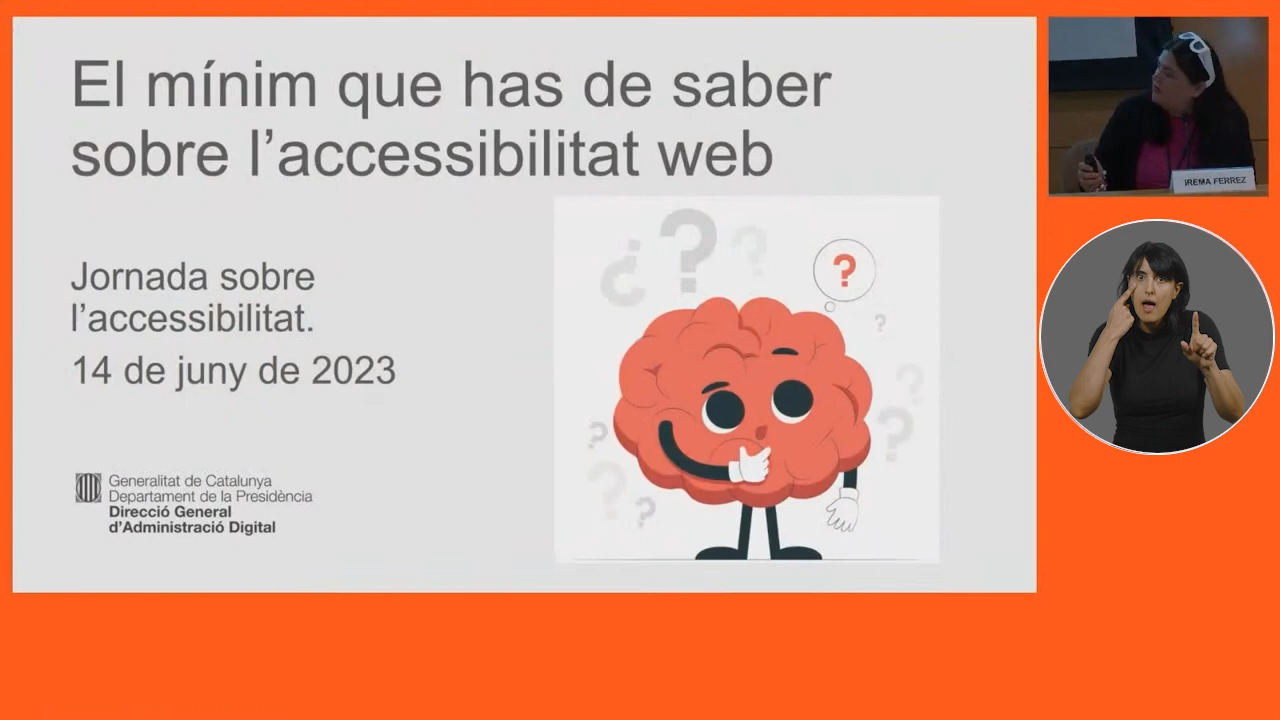 El mínim que has de saber
sobre l’accessibilitat web
Jornada sobre
l’accessibilitat.
14 de juny de 2023
Generalitat de Catalunya
Departament de la Presidència
Direcció General
d’Administració Digital
IREMA FERREZ
¿ ? ?
?
?
?
?
?
?
?